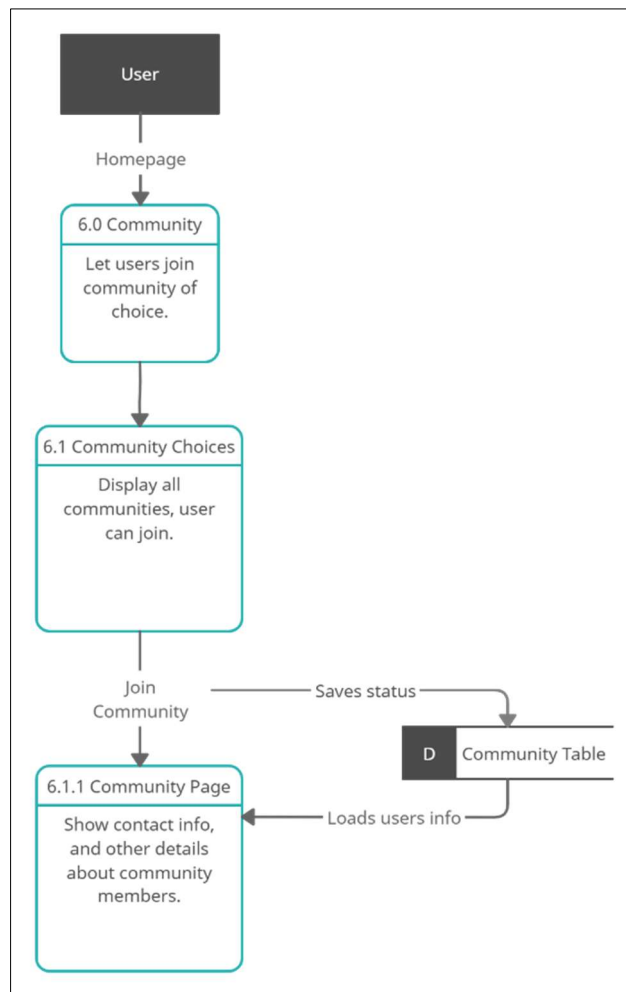 User
Homepage
6.0 Community
Let users join
community of
choice.
6.1 Community Choices
Display all
communities, user
can join.
Join
Community
Saves status
D
Community Table
6.1.1 Community Page
Loads users info
Show contact info,
and other details
about community
members.